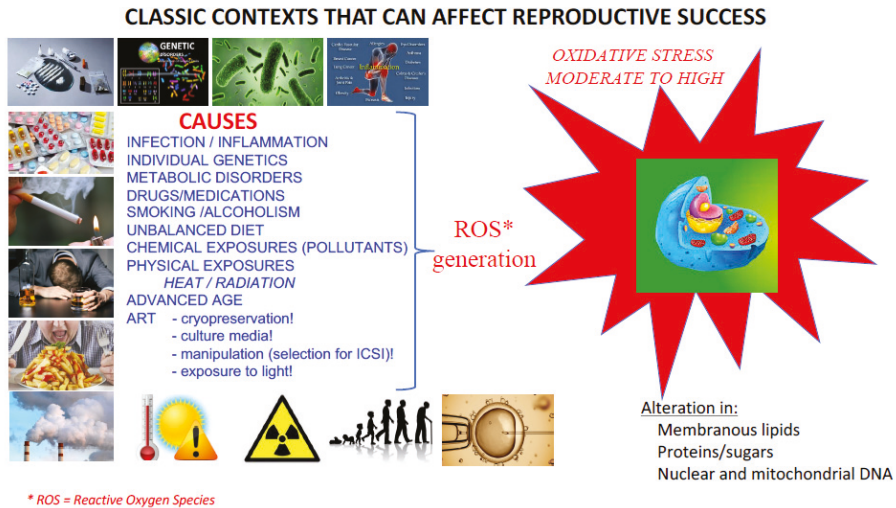 CLASSIC CONTEXTS THAT CAN AFFECT REPRODUCTIVE SUCCESS
GENETIC
Inflammation
OXIDATIVE STRESS
MODERATE TO HIGH
CAUSES
INFECTION / INFLAMMATION
INDIVIDUAL GENETICS
METABOLIC DISORDERS
DRUGS/MEDICATIONS
SMOKING /ALCOHOLISM
UNBALANCED DIET
CHEMICAL EXPOSURES (POLLUTANTS)
PHYSICAL EXPOSURES
HEAT / RADIATION
ADVANCED AGE
ART - cryopreservation!
- culture media!
- manipulation (selection for ICSI)!
- exposure to light!
ROS*
generation
Alteration in:
Membranous lipids
Proteins/sugars
Nuclear and mitochondrial DNA
* ROS = Reactive Oxygen Species